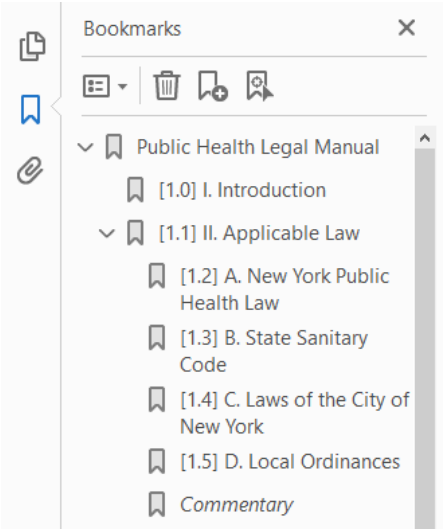 Bookmarks
Public Health Legal Manual
[1.0] I. Introduction
[1.1] II. Applicable Law
[1.2] A. New York Public
Health Law
[1.3] B. State Sanitary
Code
[1.4] C. Laws of the City of
New York
[1.5] D. Local Ordinances
Commentary